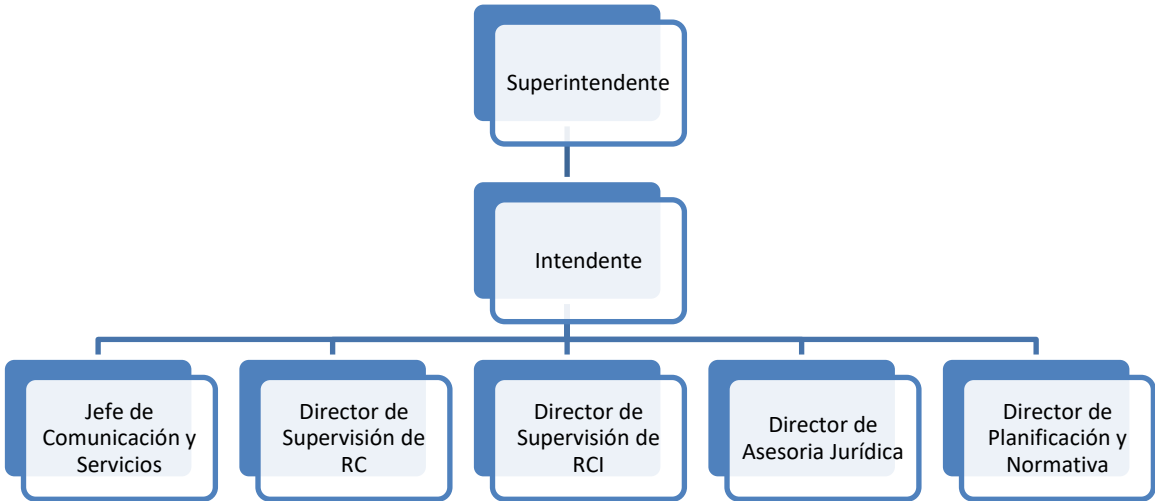 Superintendente
Intendente
Jefe de
Comunicación y
Servicios
Director de
Supervisión de
RC
Director de
Supervisión de
RCI
Director de
Asesoria Jurídica
Director de
Planificación y
Normativa